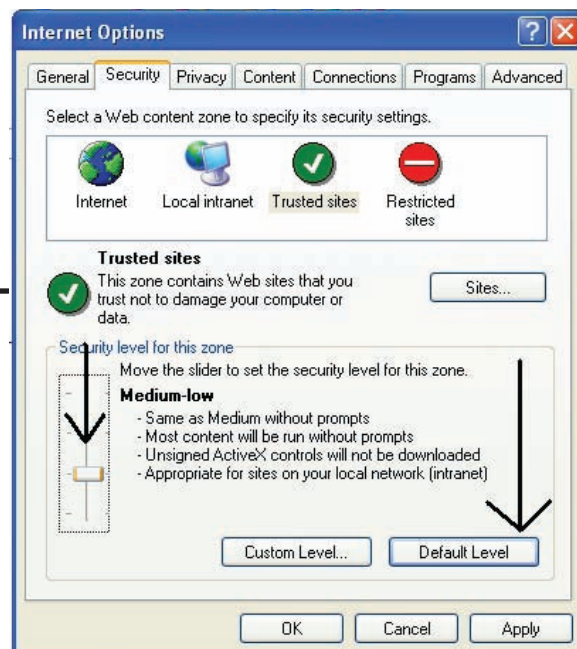 Internet Options
General Security Privacy Content Connections Programs Advanced
Select a Web content zone to specify its security settings.
Internet Local intranet Trusted sites Restricted sites
Trusted sites
This zone contains Web sites that you
trust not to damage your computer or
data.
Sites...
Security level for this zone
Move the slider to set the security level for this zone.
Medium-low
- Same as Medium without prompts
- Most content will be run without prompts
- Unsigned ActiveX controls will not be downloaded
- Appropriate for sites on your local network (intranet)
Custom Level... Default Level
OK Cancel Apply